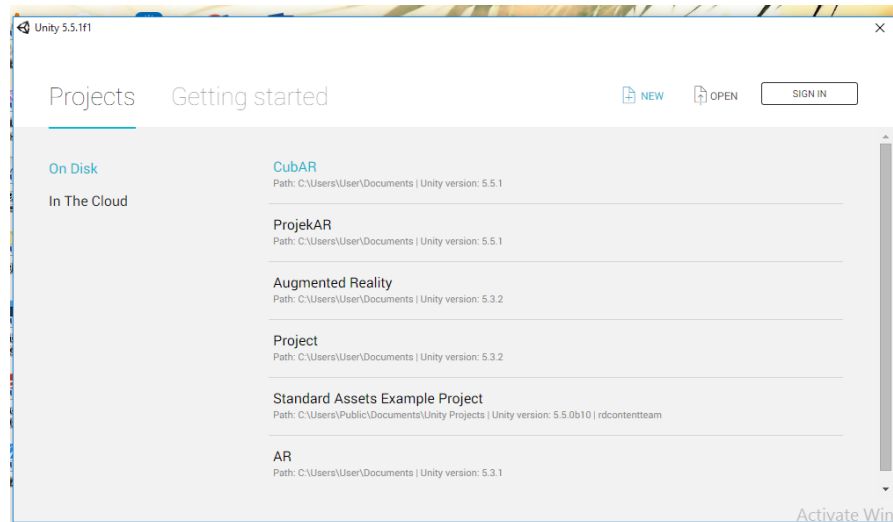 Unity 5.5.1f1
Projects Getting started NEW OPEN SIGN IN
On Disk
In The Cloud
CubAR
Path: C:\Users\User\Documents | Unity version: 5.5.1
ProjekAR
Path: C:\Users\User\Documents | Unity version: 5.5.1
Augmented Reality
Path: C:\Users\User\Documents | Unity version: 5.3.2
Project
Path: C:\Users\User\Documents | Unity version: 5.3.2
Standard Assets Example Project
Path: C:\Users\Public\Documents\Unity Projects | Unity version: 5.5.0b10 | rdcontentteam
AR
Path: C:\Users\User\Documents | Unity version: 5.3.1
Activate Win